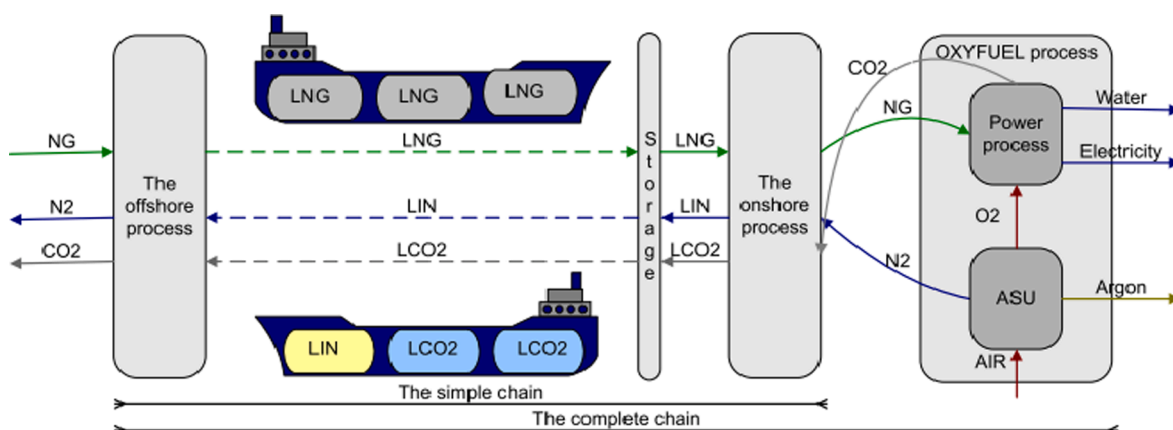 OXYFUEL process
CO2
LNG
LNG
LNG
NG
Water
NG
LNG
LNG
Power
process
Electricity
S
t
o
r
a
g
e
The
offshore
process
The
onshore
process
N2
LIN
LIN
O2
CO2
LCO2
LCO2
N2
ASU
Argon
LIN
LCO2
LCO2
AIR
The simple chain
The complete chain